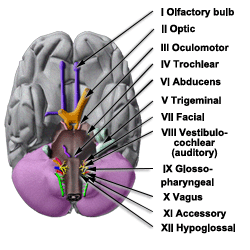 I Olfactory bulb
II Optic
III Oculomotor
IV Trochlear
VI Abducens
V Trigeminal
VII Facial
VIII Vestibulo-
cochlear
(auditory)
IX Glosso-
pharyngeal
X Vagus
XI Accessory
XII Hypoglossal